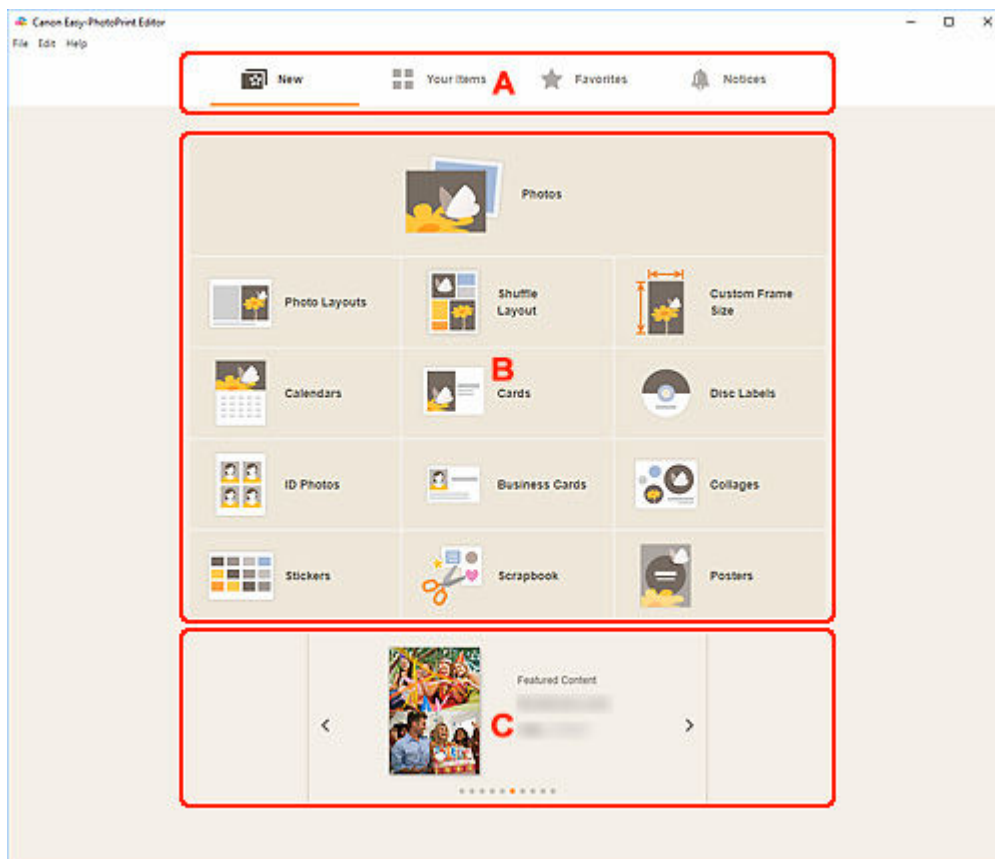 Canon Easy-PhotoPrint Editor
File Edit Help
New Your Items Favorites Notices
A
Photos
Photo Layouts
Shuffle
Layout
Custom Frame
Size
B
Calendars
Cards
Disc Labels
ID Photos
Business Cards
Collages
Stickers
Scrapbook
Posters
Featured Content
C